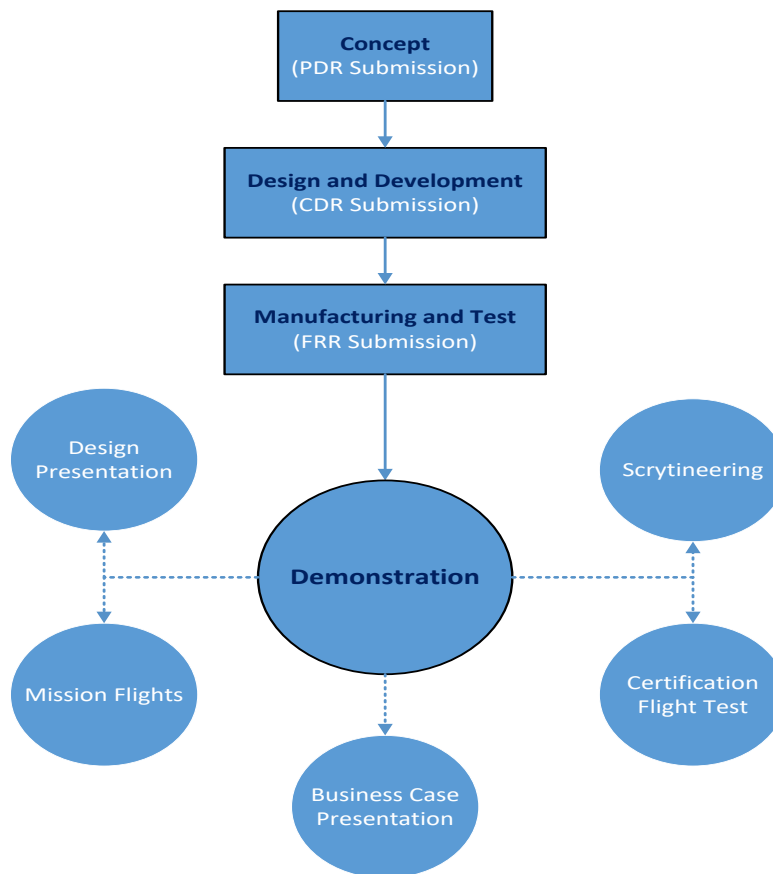 Concept
(PDR Submission)
Design and Development
(CDR Submission)
Manufacturing and Test
(FRR Submission)
Design
Presentation
Scrytineering
Demonstration
Mission Flights
Certification
Flight Test
Business Case
Presentation